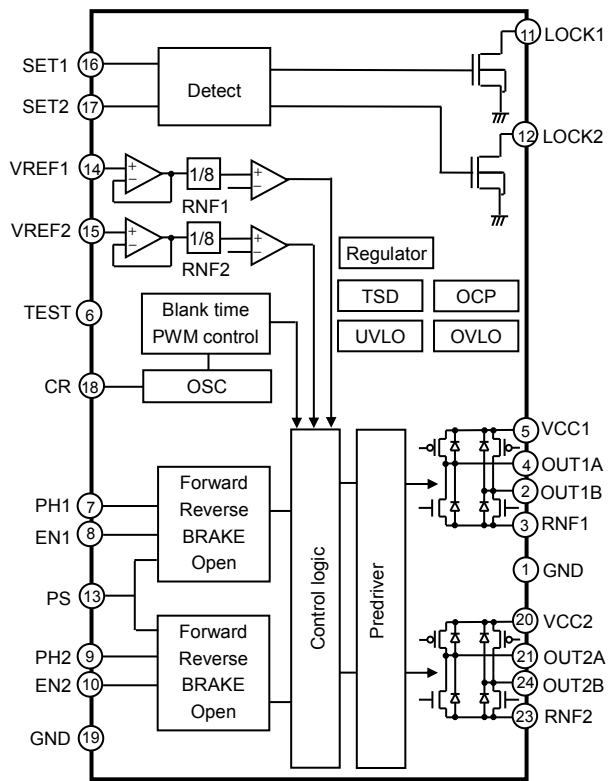 11 LOCK1
SET1 16
Detect
SET2 17
12 LOCK2
VREF1 14
+
−
1/8
+
−
RNF1
VREF2 15
+
−
1/8
+
−
RNF2
Regulator
TSD
OCP
UVLO
OVLO
TEST 6
Blank time
PWM control
CR 18
OSC
5 VCC1
4 OUT1A
2 OUT1B
3 RNF1
PH1 7
EN1 8
Forward
Reverse
BRAKE
Open
PS 13
1 GND
Control logic
Predriver
PH2 9
EN2 10
Forward
Reverse
BRAKE
Open
GND 19
20 VCC2
21 OUT2A
24 OUT2B
23 RNF2